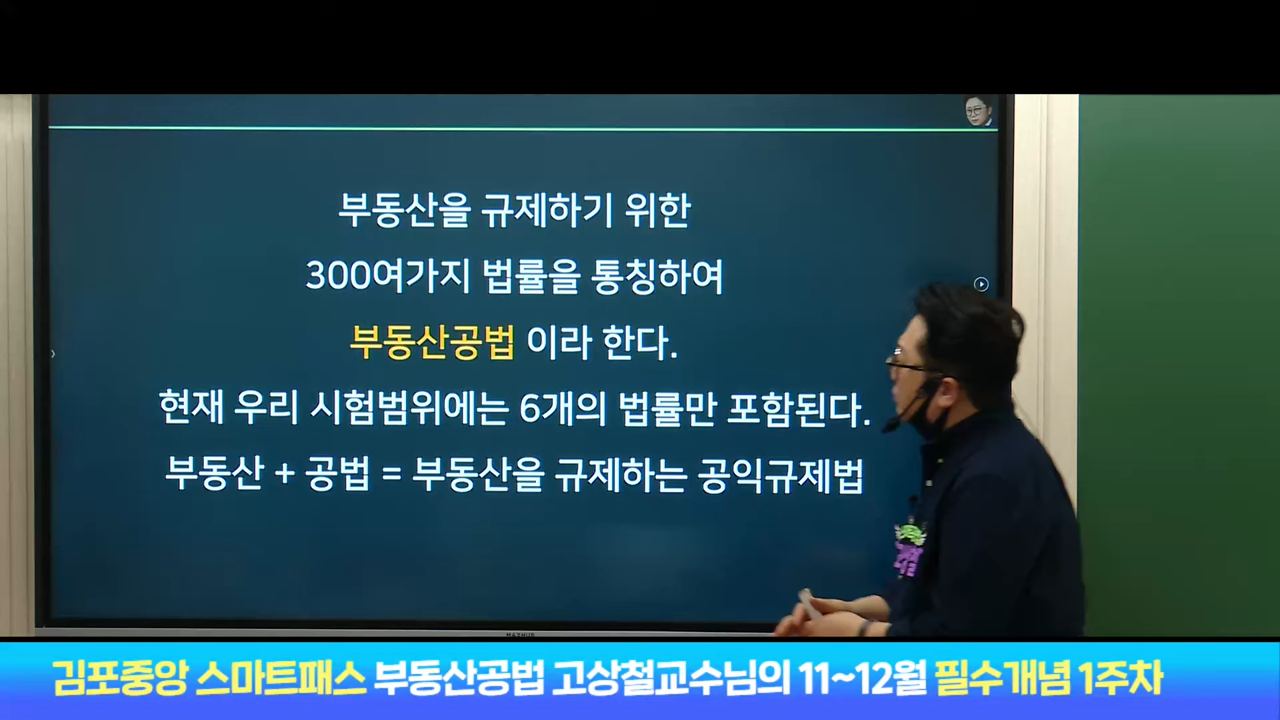 부동산을 규제하기 위한
300여가지 법률을 통칭하여
부동산공법 이라 한다.
현재 우리 시험범위에는 6개의 법률만 포함된다.
부동산 + 공법 = 부동산을 규제하는 공익규제법
김포중앙 스마트패스 부동산공법 고상철교수님의 11~12월 필수개념 1주차